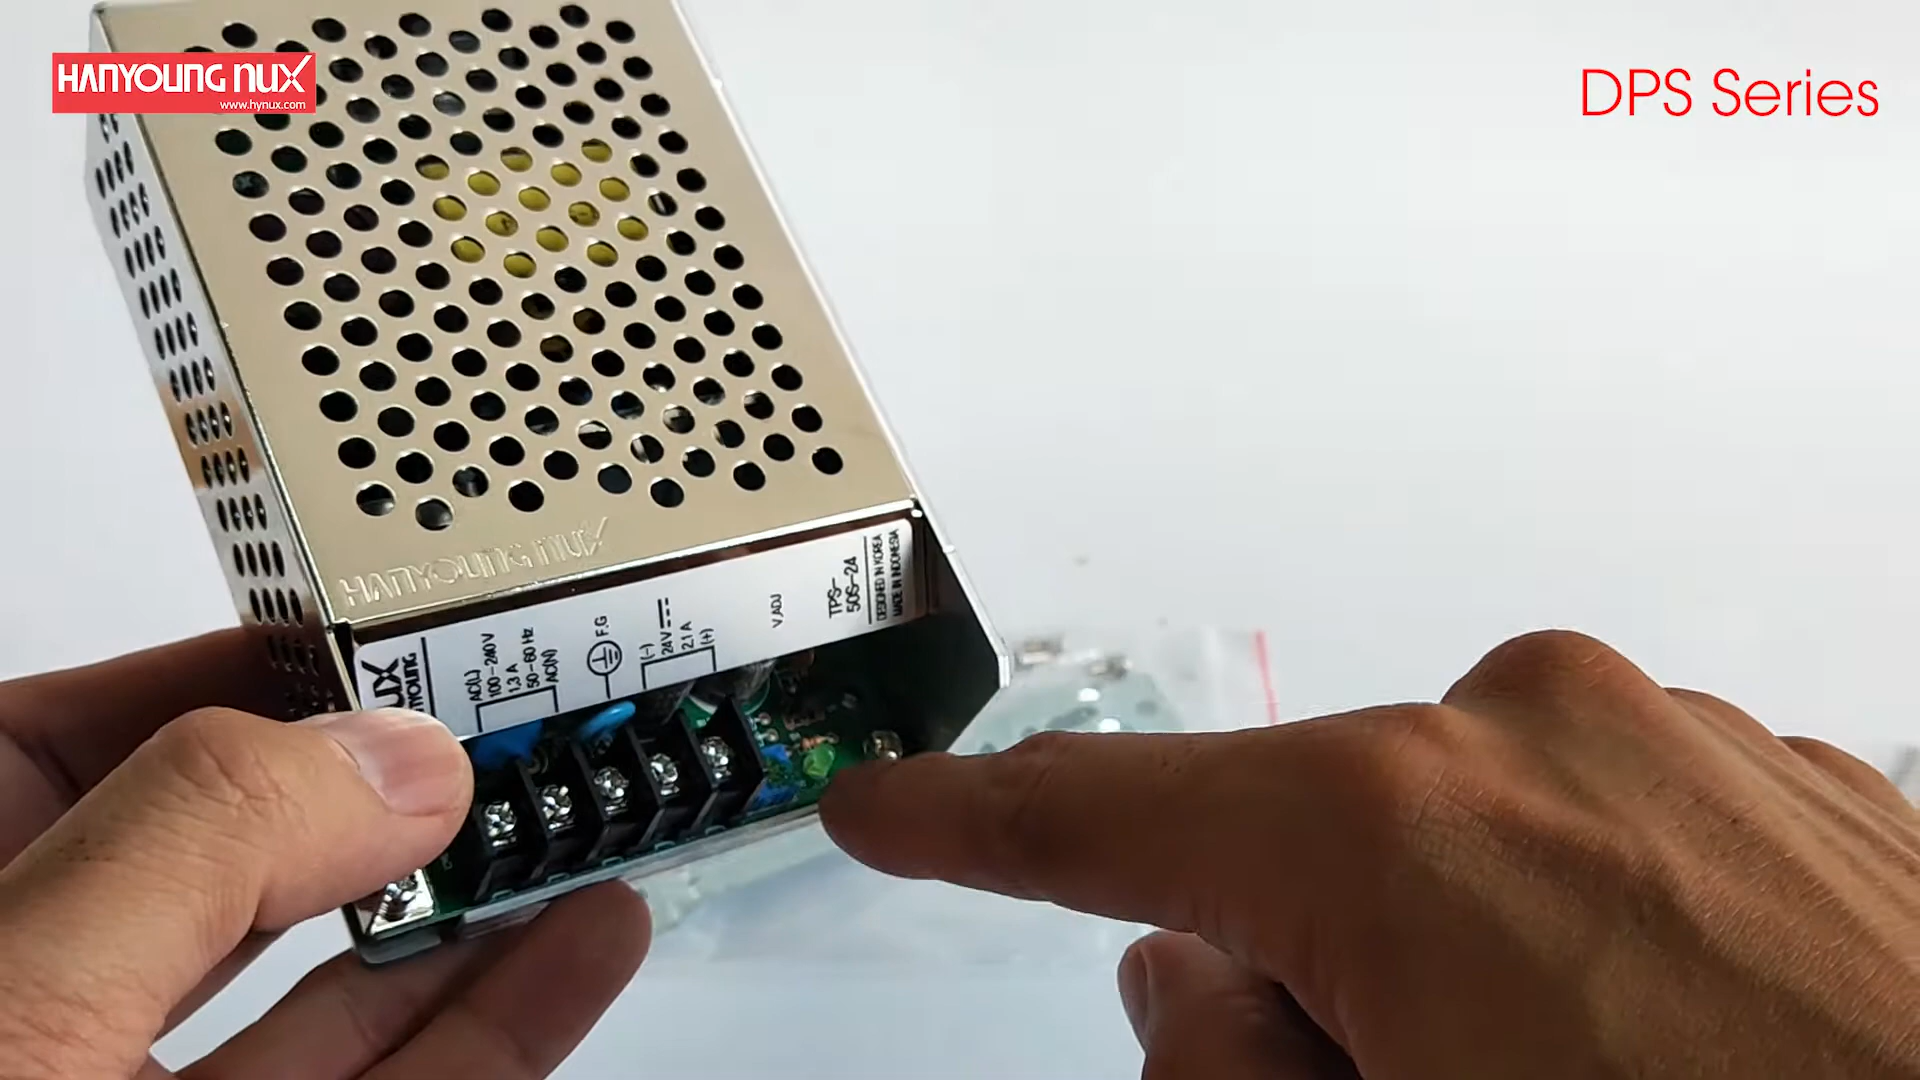 HANYOUNG NUX
www.hynux.com
DPS Series
HANYOUNG NUX
AC(L)
100-240V
1,3 A
50-60 Hz
AC(N)
F.G
(-)
24V
2,1 A
(+)
V.ADJ
TPS-
50S-24
DESIGNED IN KOREA
MADE IN INDONESIA